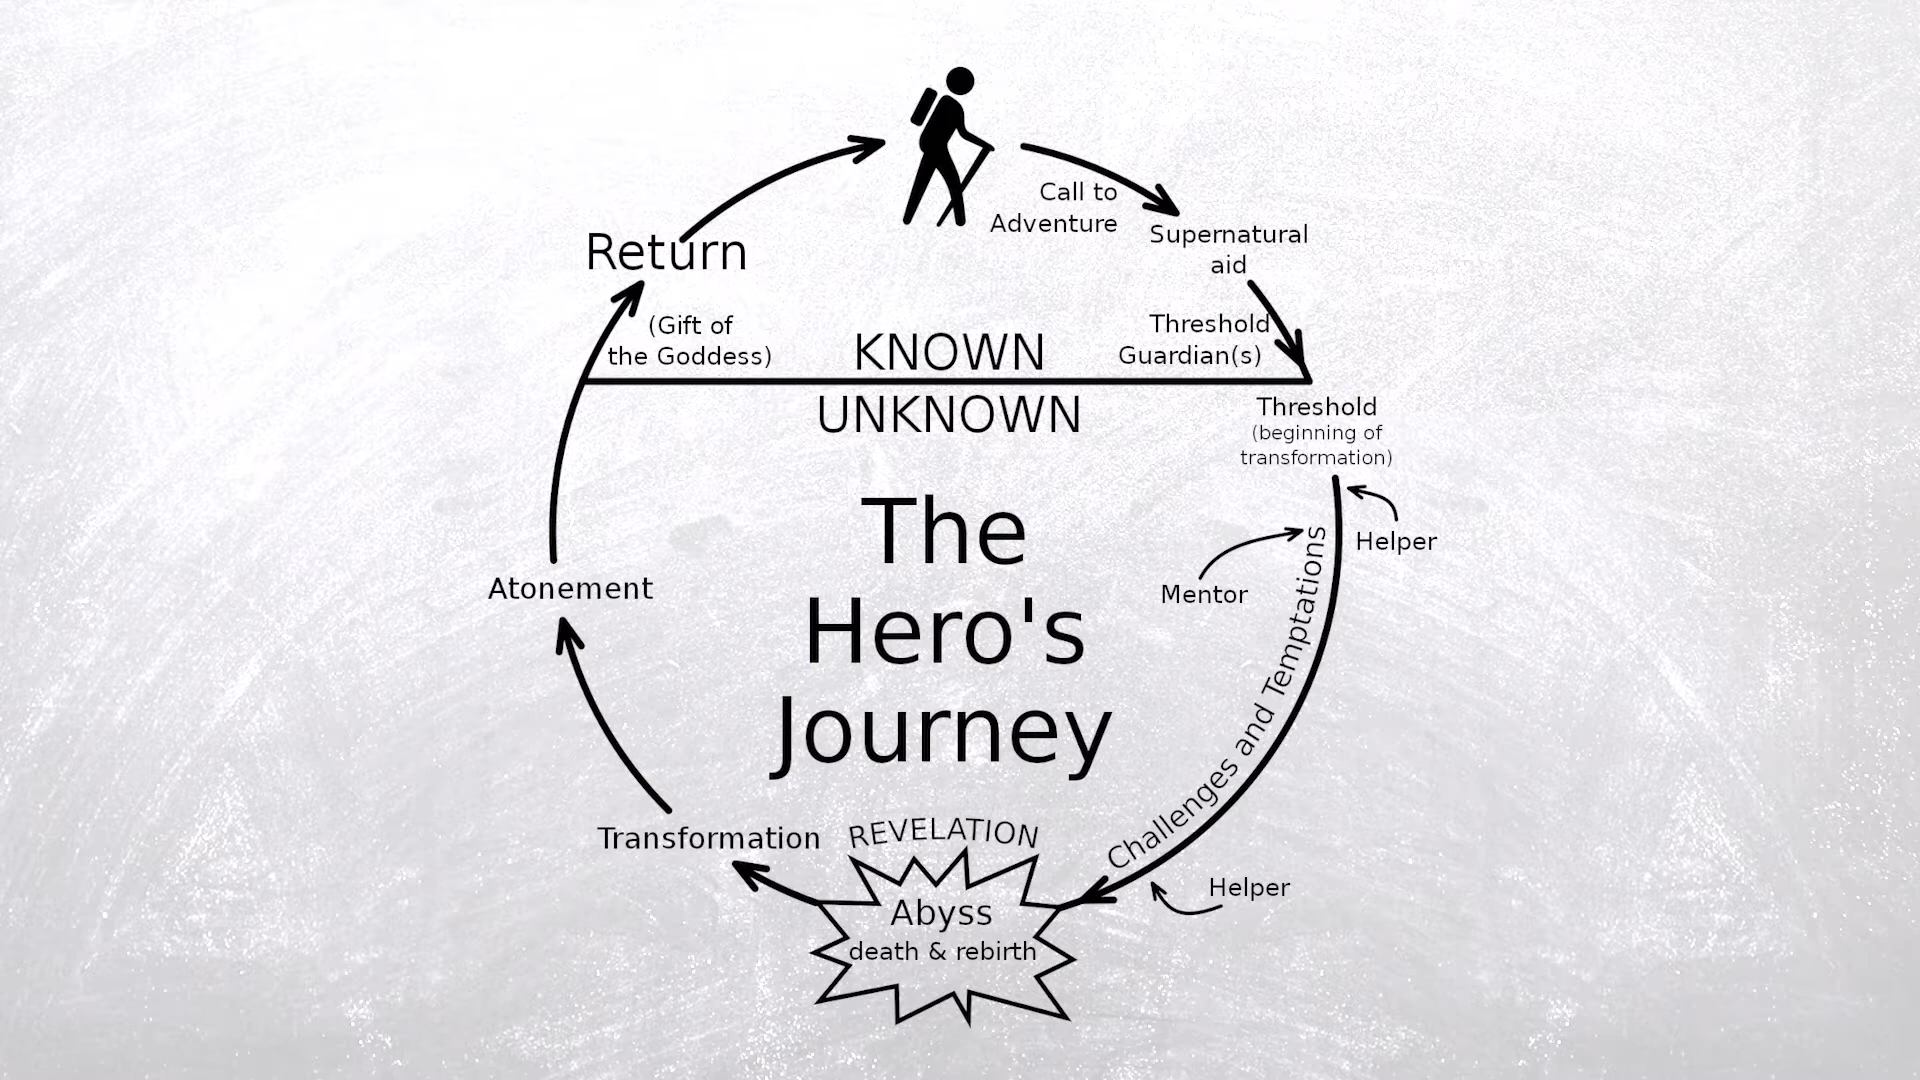 Call to
Adventure
Supernatural
aid
Return
(Gift of
the Goddess)
Threshold
Guardian(s)
KNOWN
UNKNOWN
Threshold
(beginning of
transformation)
Helper
Mentor
Challenges and Temptations
The
Hero's
Journey
Atonement
Transformation
REVELATION
Abyss
death & rebirth
Helper